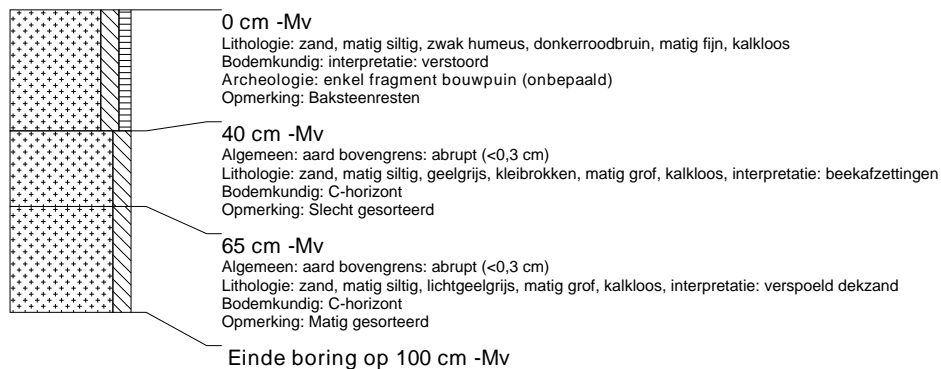 0 cm -Mv
Lithologie: zand, matig siltig, zwak humeus, donkerroodbruin, matig fijn, kalkloos
Bodemkundig: interpretatie: verstoord
Archeologie: enkel fragment bouwpuin (onbepaald)
Opmerking: Baksteenresten
40 cm -Mv
Algemeen: aard bovengrens: abrupt (<0,3 cm)
Lithologie: zand, matig siltig, geelgrijs, kleibrokken, matig grof, kalkloos, interpretatie: beekafzettingen
Bodemkundig: C-horizont
Opmerking: Slecht gesorteerd
65 cm -Mv
Algemeen: aard bovengrens: abrupt (<0,3 cm)
Lithologie: zand, matig siltig, lichtgeelgrijs, matig grof, kalkloos, interpretatie: verspoeld dekzand
Bodemkundig: C-horizont
Opmerking: Matig gesorteerd
Einde boring op 100 cm -Mv